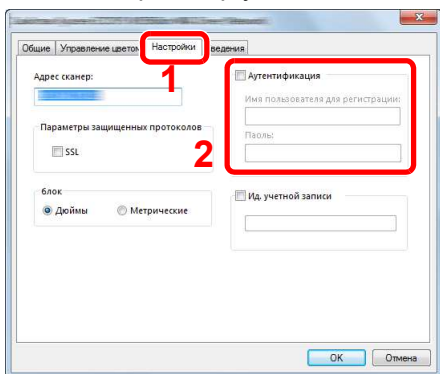 Общие Управление цветом Настройки ведения
1
Адрес сканер:
Аутентификация
Имя пользователя для регистрации:
Параметры защищенных протоколов
Паоль:
SSL
2
блок
Дюймы Метрические
Ид. учетной записи
OK Отмена